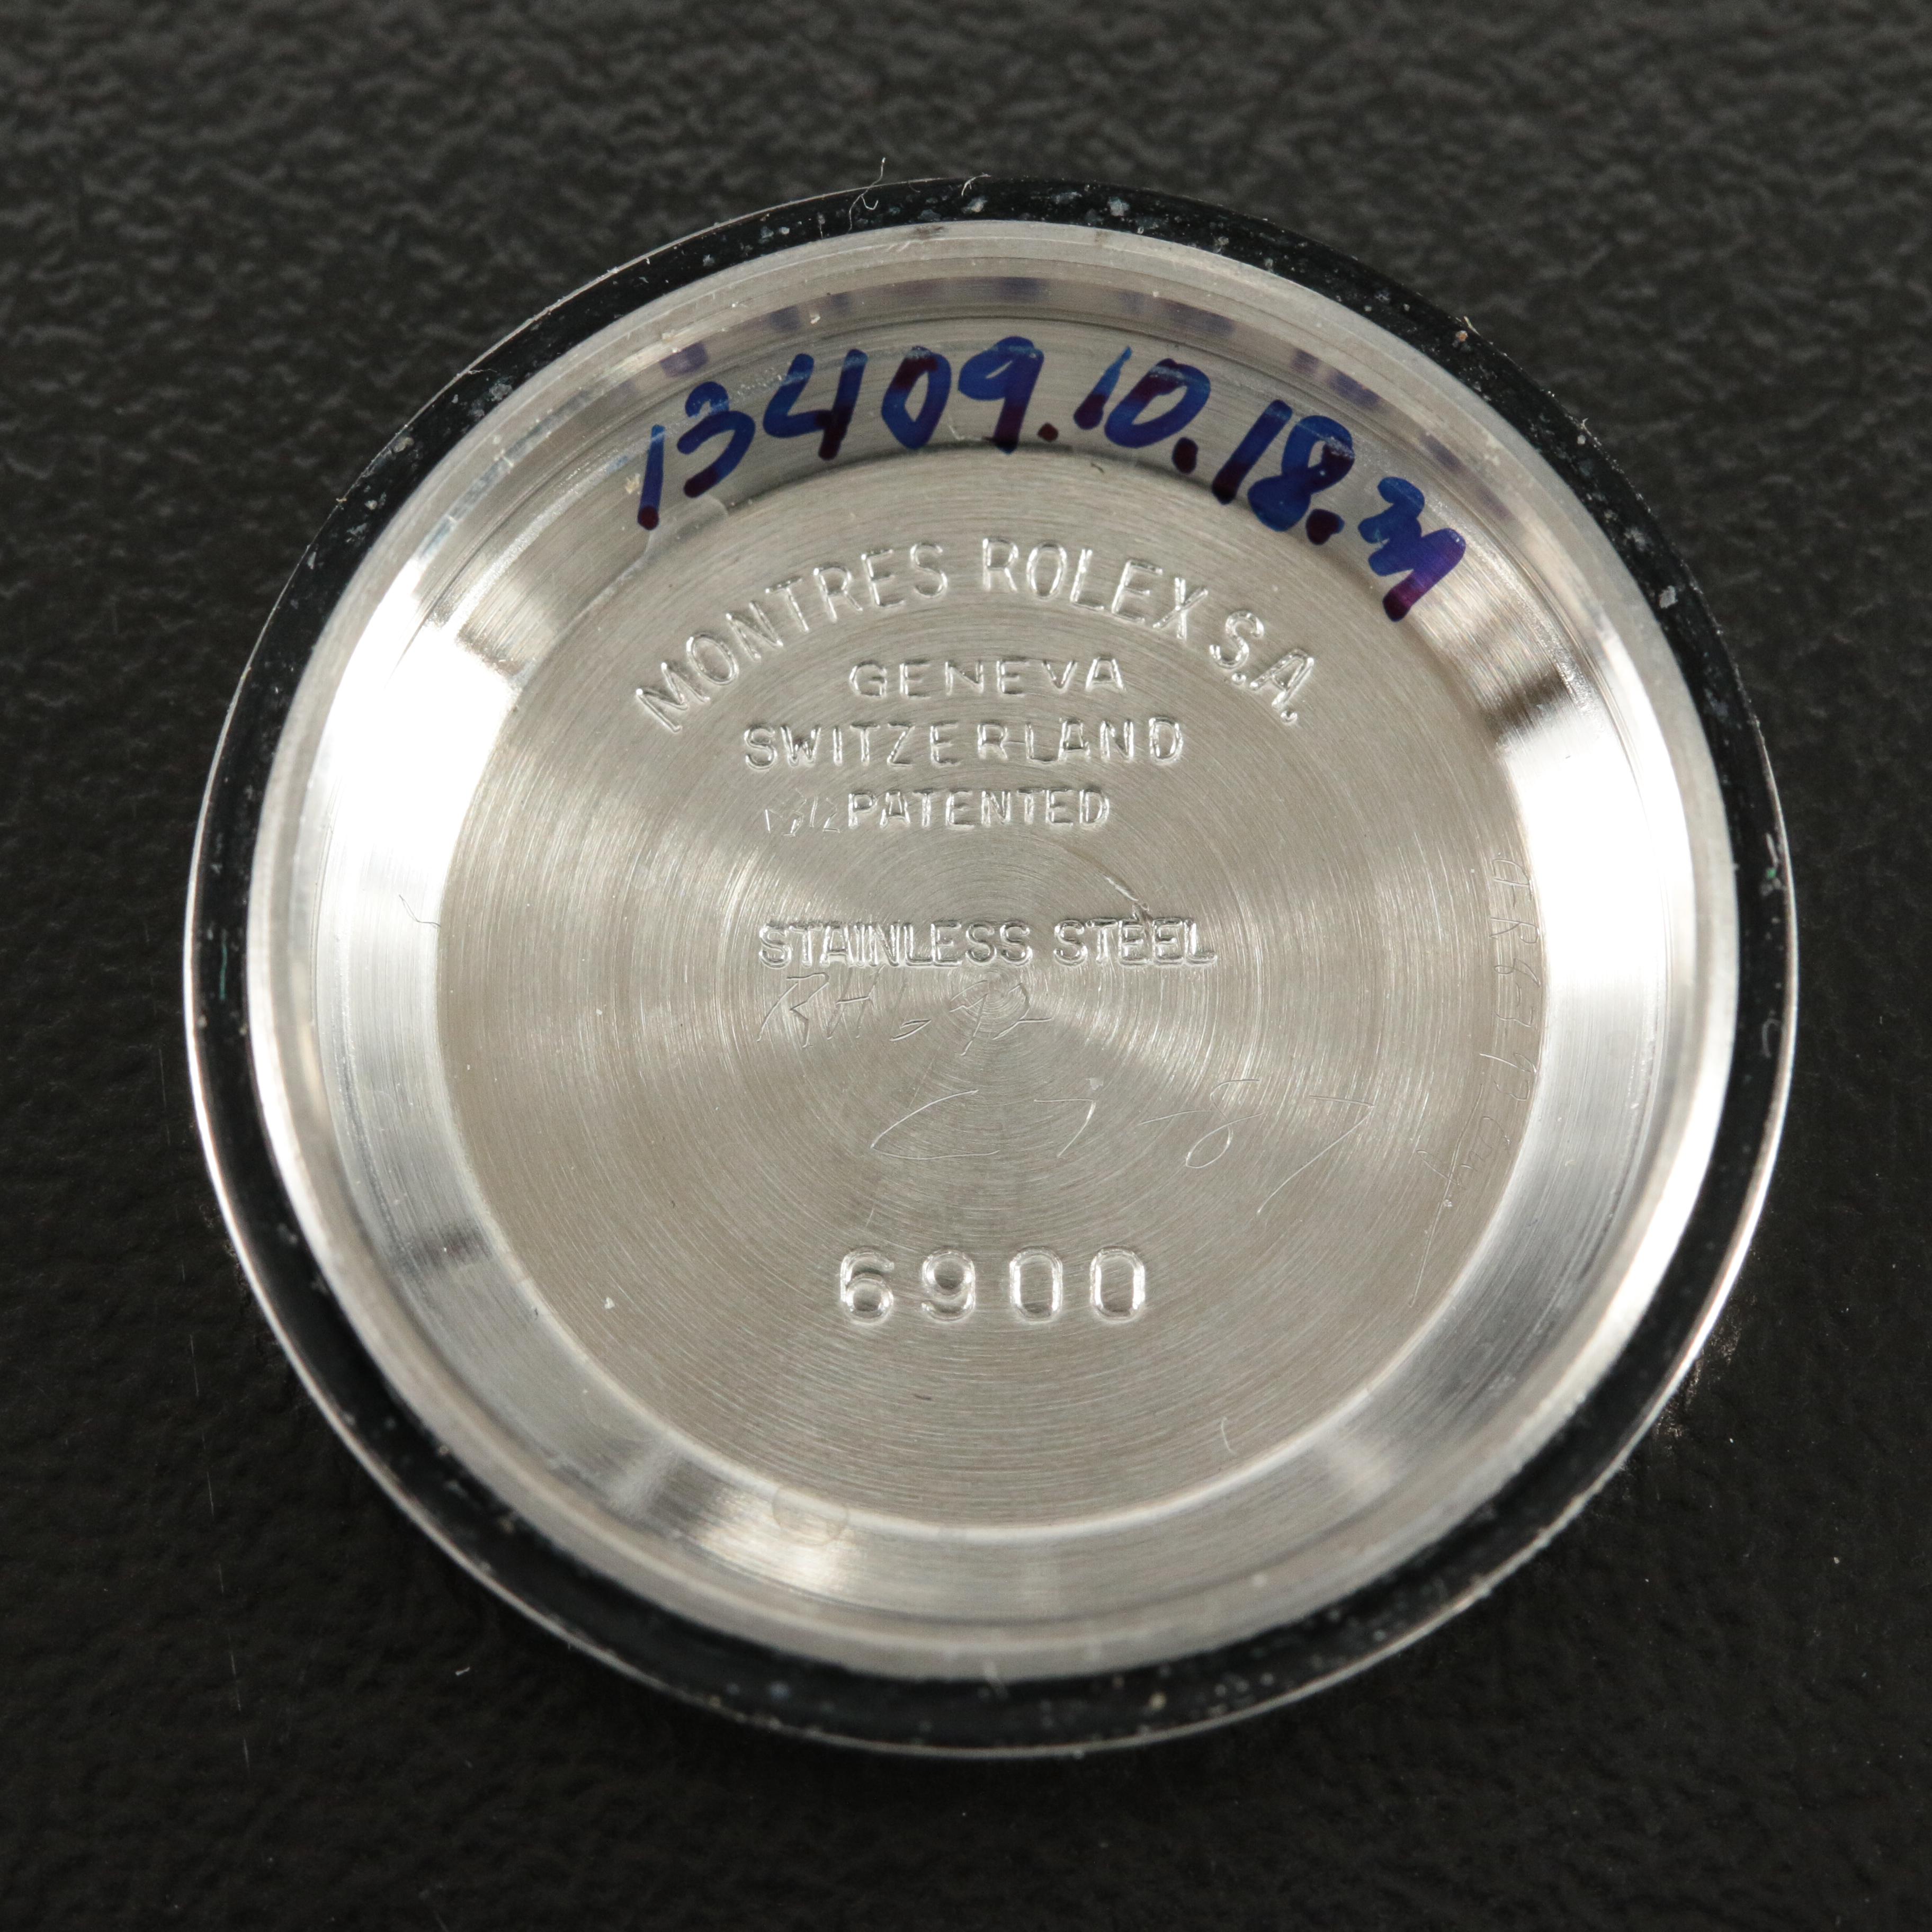 13409.10.18.m
MONTRES ROLEX S.A.
GENEVA
SWITZERLAND
PATENTED
STAINLESS STEEL
6900